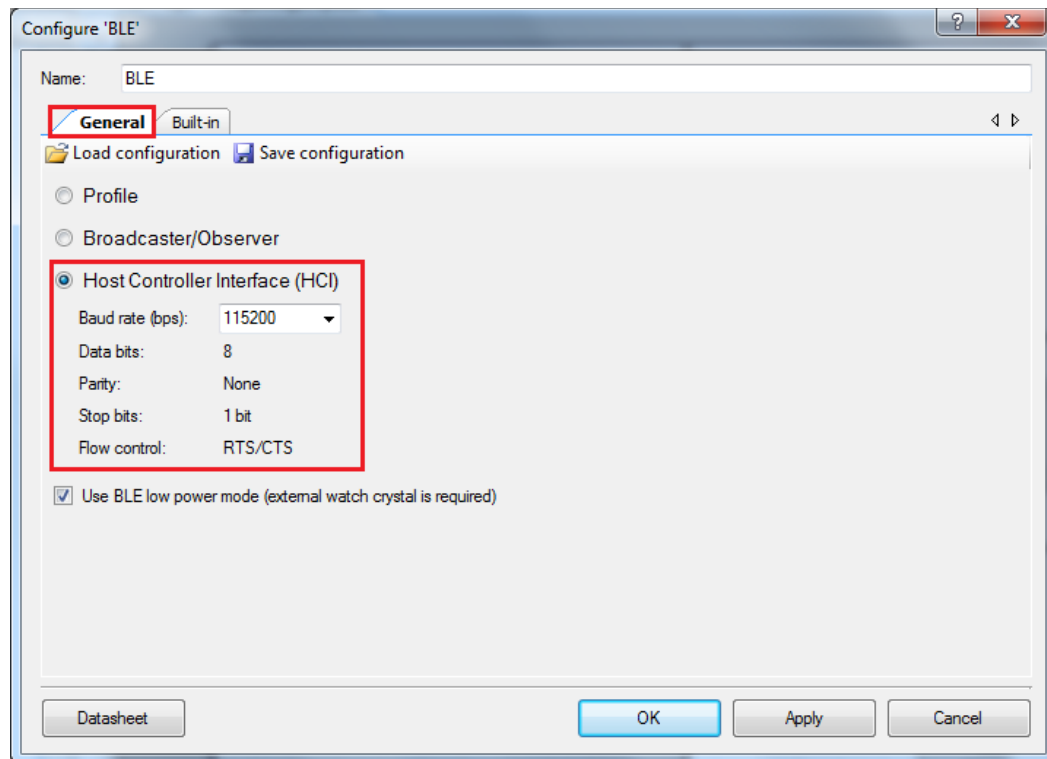 Configure 'BLE'
Name: BLE
General Built-in
Load configuration Save configuration
Profile
Broadcaster/Observer
Host Controller Interface (HCI)
Baud rate (bps): 115200
Data bits: 8
Parity: None
Stop bits: 1 bit
Flow control: RTS/CTS
Use BLE low power mode (external watch crystal is required)
Datasheet OK Apply Cancel